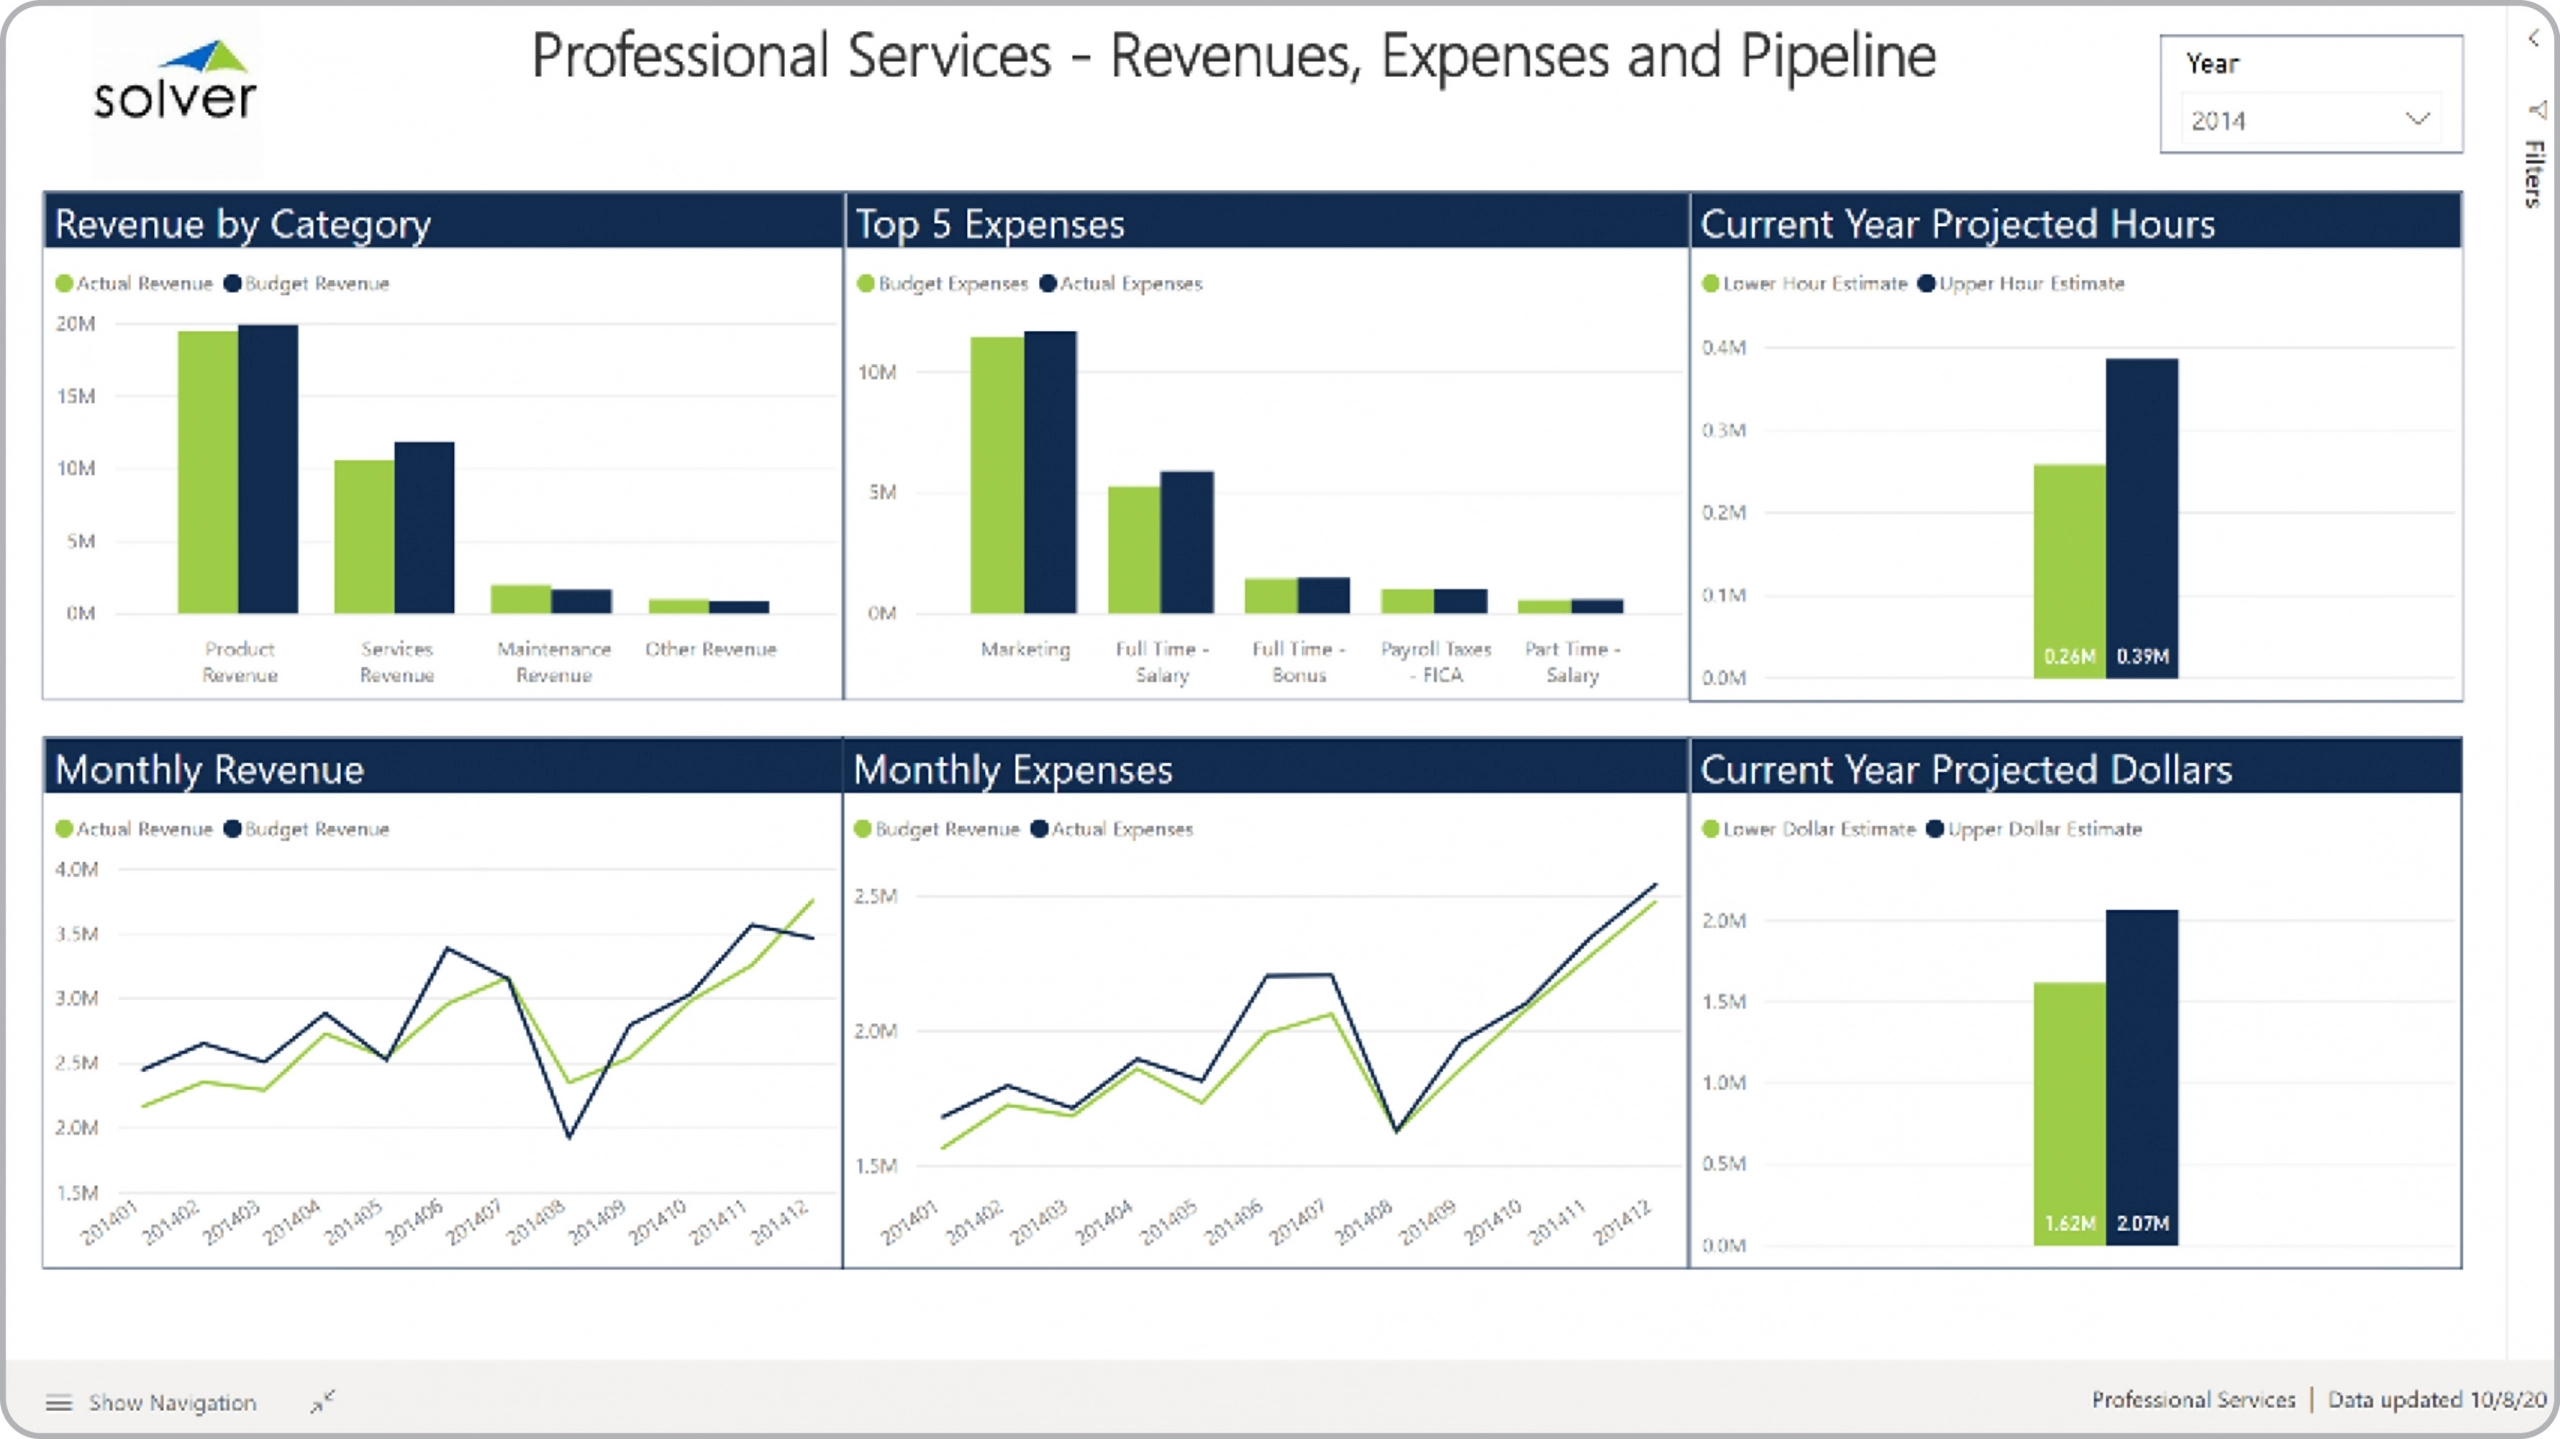 solver
Professional Services - Revenues, Expenses and Pipeline
Year
2014
Filters
Revenue by Category
Actual Revenue Budget Revenue
20M
15M
10M
5M
0M
Product Revenue
Services Revenue
Maintenance Revenue
Other Revenue
Top 5 Expenses
Budget Expenses Actual Expenses
10M
5M
0M
Marketing
Full Time - Salary
Full Time - Bonus
Payroll Taxes - FICA
Part Time - Salary
Current Year Projected Hours
Lower Hour Estimate Upper Hour Estimate
0.4M
0.3M
0.2M
0.1M
0.0M
0.26M 0.39M
Monthly Revenue
Actual Revenue Budget Revenue
4.0M
3.5M
3.0M
2.5M
2.0M
1.5M
201401 201402 201403 201404 201405 201406 201407 201408 201409 201410 201411 201412
Monthly Expenses
Budget Revenue Actual Expenses
2.5M
2.0M
1.5M
201401 201402 201403 201404 201405 201406 201407 201408 201409 201410 201411 201412
Current Year Projected Dollars
Lower Dollar Estimate Upper Dollar Estimate
2.0M
1.5M
1.0M
0.5M
0.0M
1.62M 2.07M
Show Navigation
Professional Services | Data updated 10/8/20